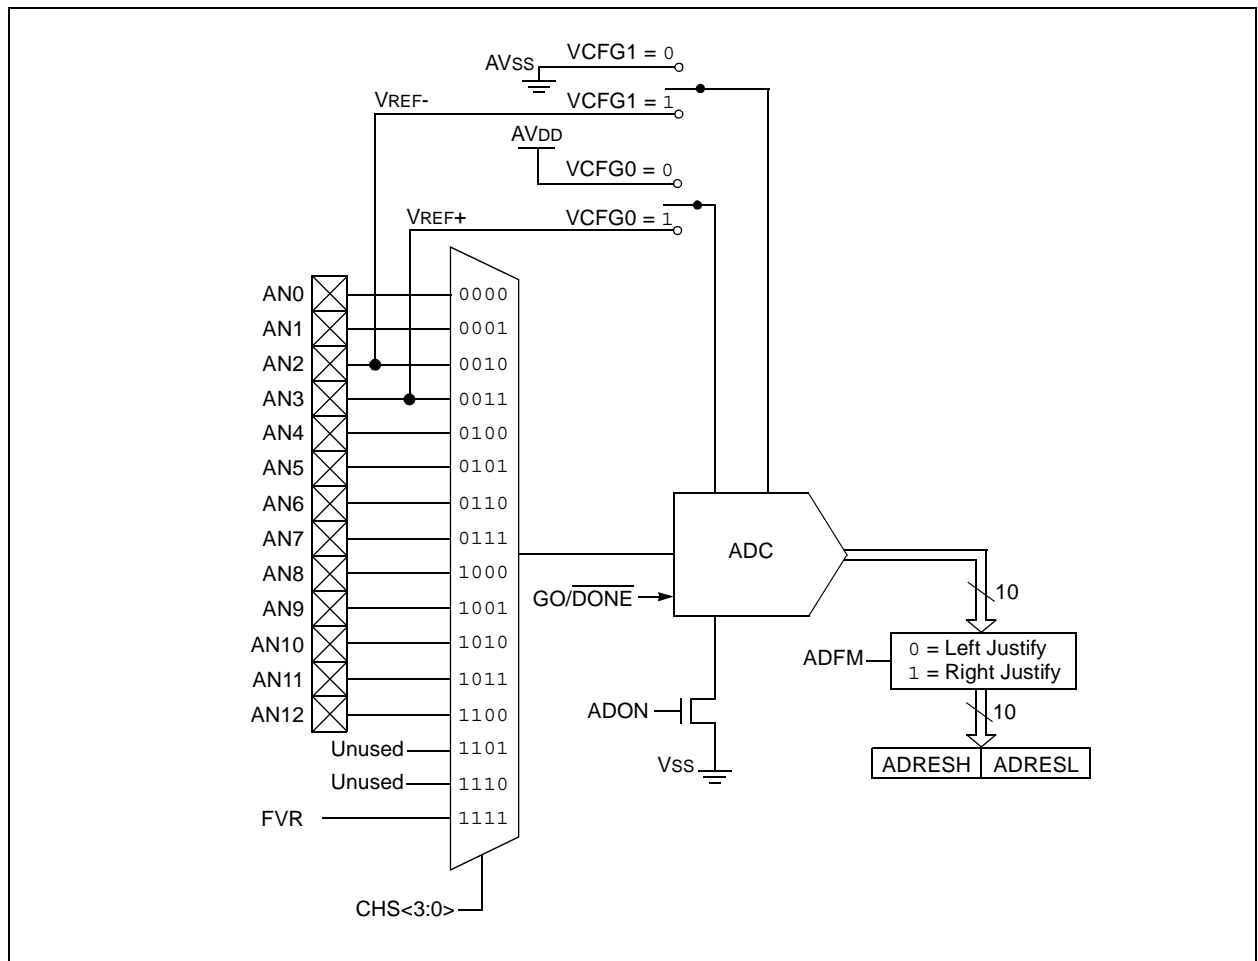 VCFG1 = 0
AVSS
VREF-
VCFG1 = 1
AVDD
VCFG0 = 0
VREF+
VCFG0 = 1
AN0 0000
AN1 0001
AN2 0010
AN3 0011
AN4 0100
AN5 0101
AN6 0110
AN7 0111
AN8 1000
AN9 1001
AN10 1010
AN11 1011
AN12 1100
Unused 1101
Unused 1110
FVR 1111
CHS<3:0>
ADC
GO/DONE
ADON
VSS
10
ADFM
0 = Left Justify
1 = Right Justify
10
ADRESH ADRESL